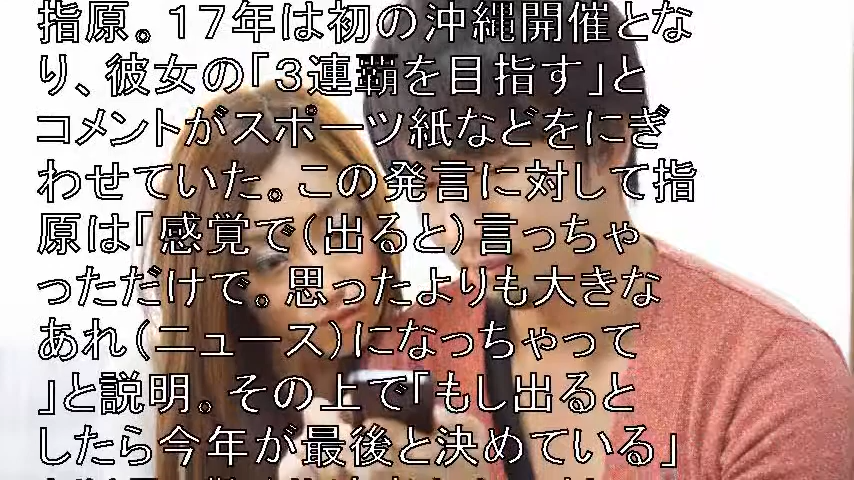 指原。１７年は初の沖縄開催とな
り、彼女の「３連覇を目指す」と
コメントがスポーツ紙などをにぎ
わせていた。この発言に対して指
原は「感覚で（出ると）言っちゃ
っただけで。思ったよりも大きな
あれ（ニュース）になっちゃって
」と説明。その上で「もし出ると
したら今年が最後と決めている」